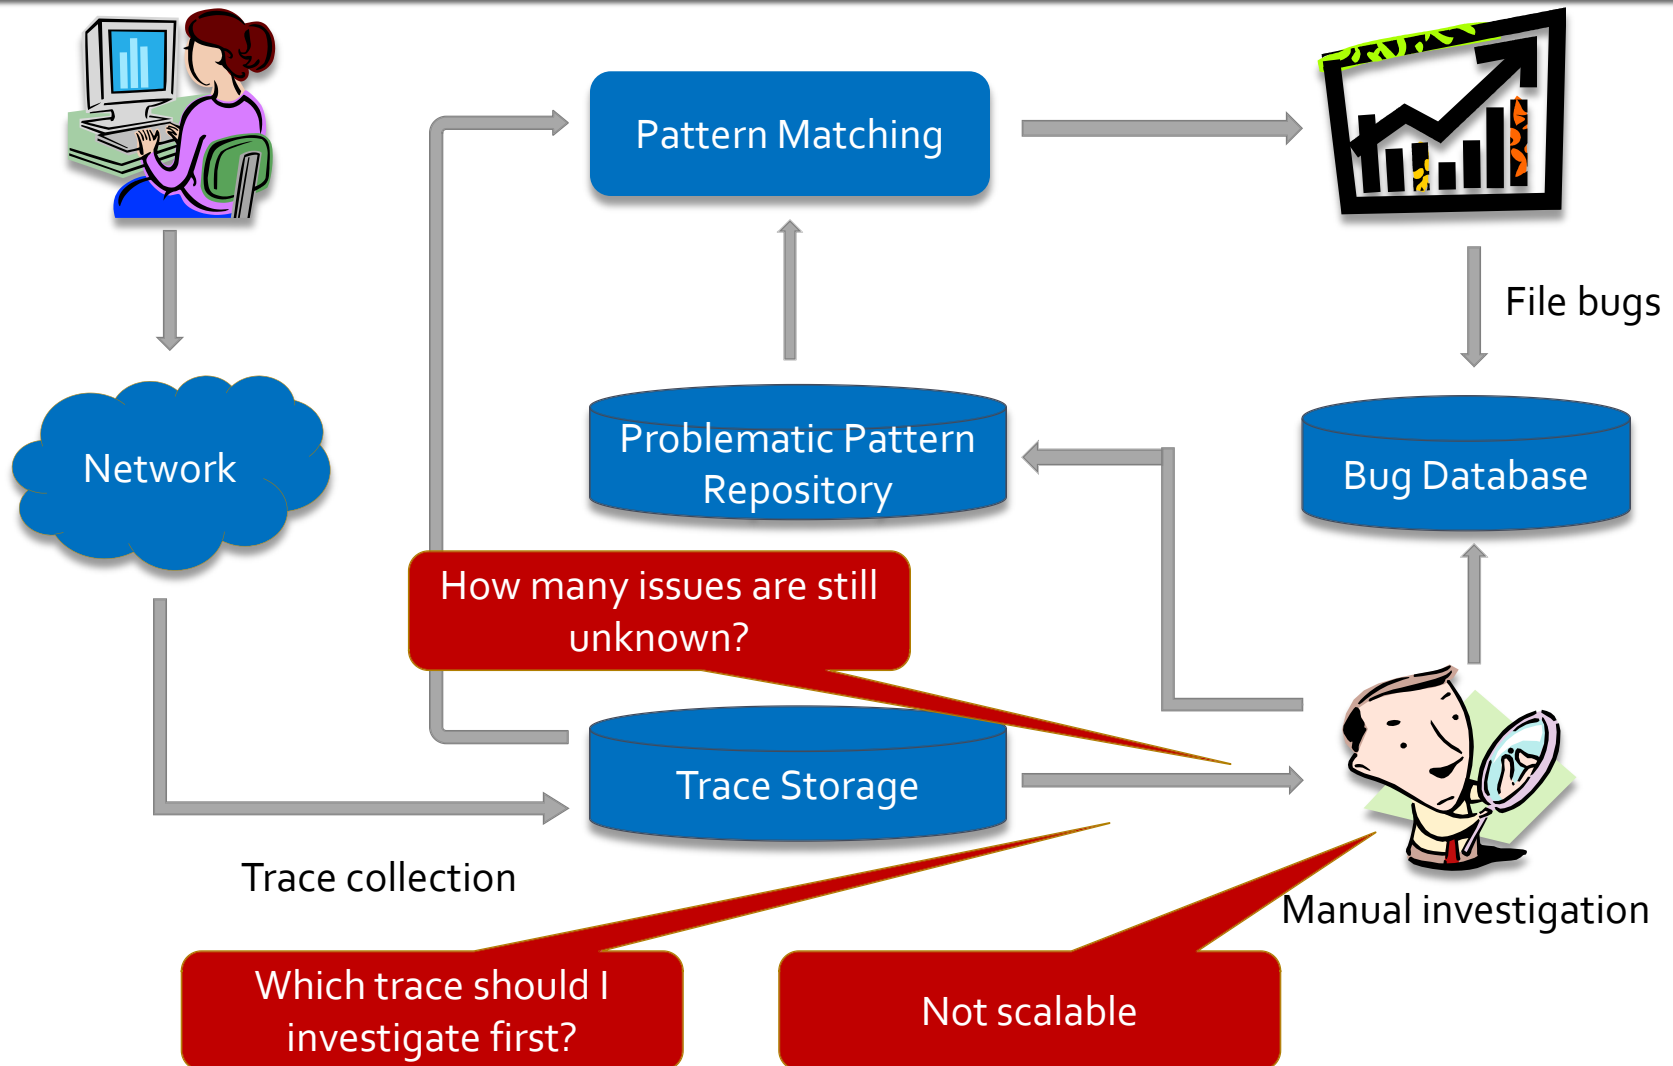 Pattern Matching
File bugs
Problematic Pattern
Repository
Network
Bug Database
How many issues are still
unknown?
Trace Storage
Trace collection
Manual investigation
Which trace should I
investigate first?
Not scalable